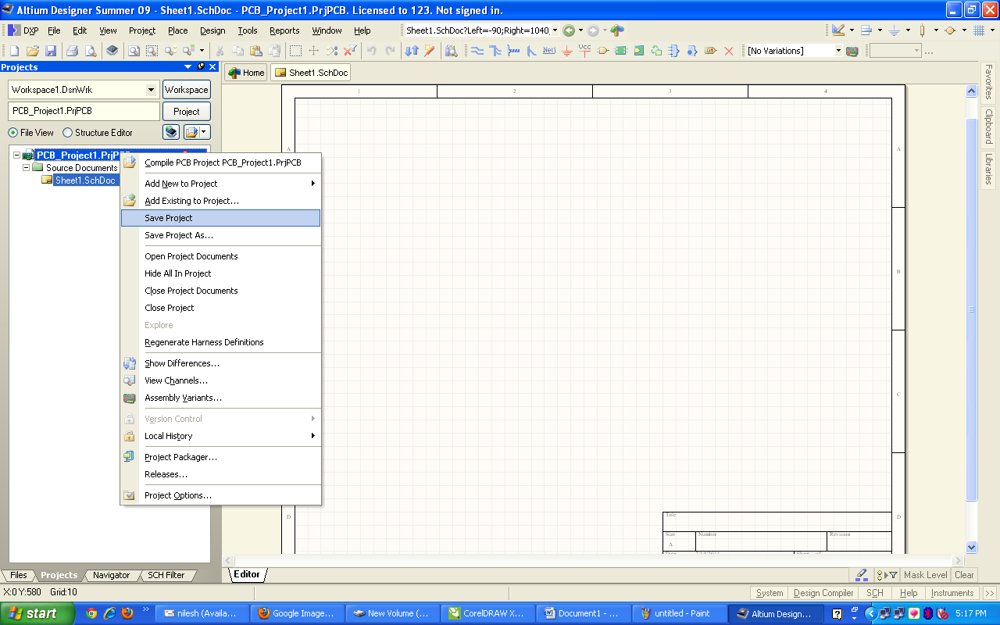 Altium Designer Summer 09 - Sheet1.SchDoc - PCB_Project1.PrjPCB. Licensed to 123. Not signed in.
DXP File Edit View Project Place Design Tools Reports Window Help Sheet1.SchDoc?Left=-90;Right=1040
[No Variations]
Projects
Home Sheet1.SchDoc
Workspace1.DsnWrk Workspace
PCB_Project1.PrjPCB Project
File View Structure Editor
PCB_Project1.PrjPC
Source Documents
Sheet1.SchDoc
Compile PCB Project PCB_Project1.PrjPCB
Add New to Project
Add Existing to Project...
Save Project
Save Project As...
Open Project Documents
Hide All In Project
Close Project Documents
Close Project
Explore
Regenerate Harness Definitions
Show Differences...
View Channels...
Assembly Variants...
Version Control
Local History
Project Packager...
Releases...
Project Options...
1 2 3 4
A A
B
C
D D
Title
Size Number Revision
A
Date Sheet of
Favorites
Clipboard
Libraries
Files Projects Navigator SCH Filter
Editor
Mask Level Clear
X:0 Y:580 Grid:10
System Design Compiler SCH Help Instruments >>
start nilesh (Availa... Google Image... New Volume (... CorelDRAW X... Document1 - ... untitled - Paint Altium Design... 5:17 PM